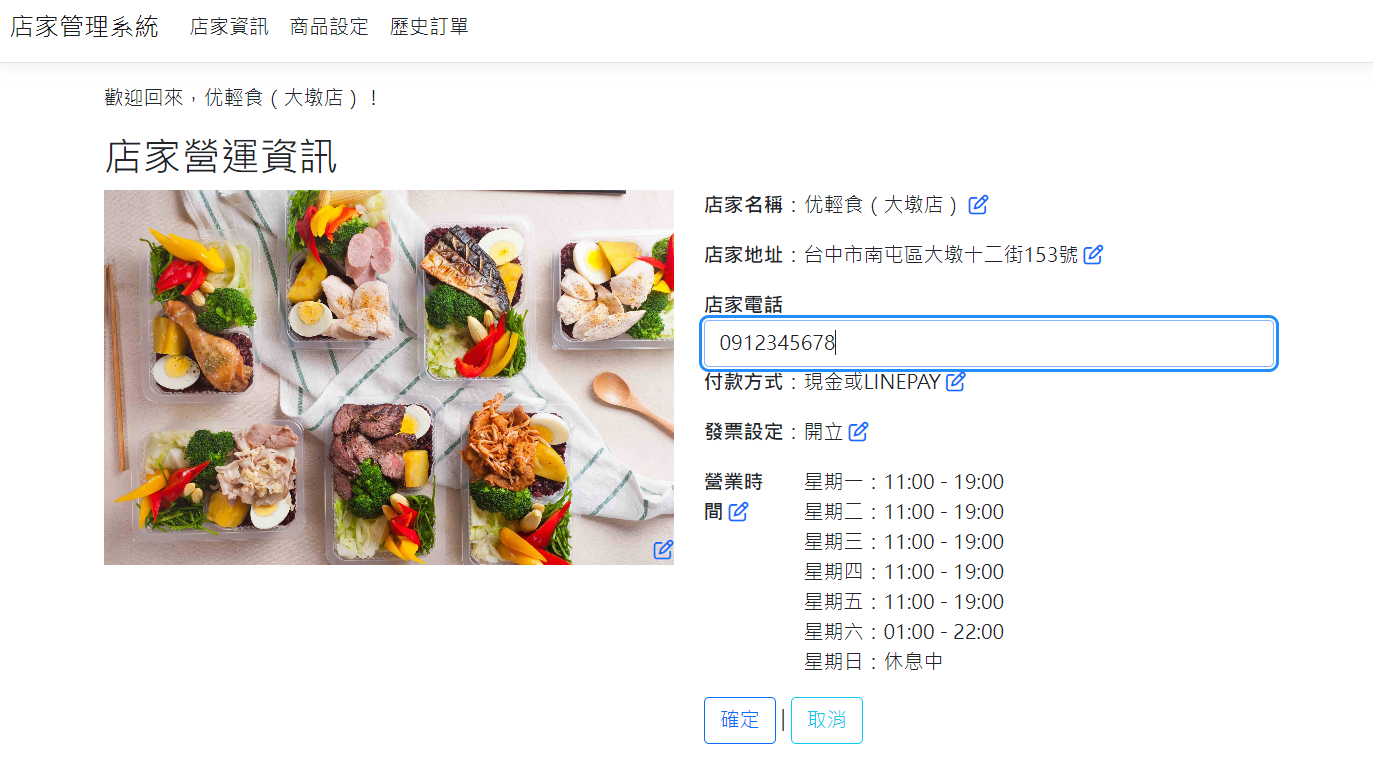 店家管理系統 店家資訊 商品設定 歷史訂單
歡迎回來，优輕食（大墩店）！
店家營運資訊
店家名稱：优輕食（大墩店）
店家地址：台中市南屯區大墩十二街153號
店家電話
0912345678
付款方式：現金或LINEPAY
發票設定：開立
營業時
間
星期一：11:00 - 19:00
星期二：11:00 - 19:00
星期三：11:00 - 19:00
星期四：11:00 - 19:00
星期五：11:00 - 19:00
星期六：01:00 - 22:00
星期日：休息中
確定 | 取消